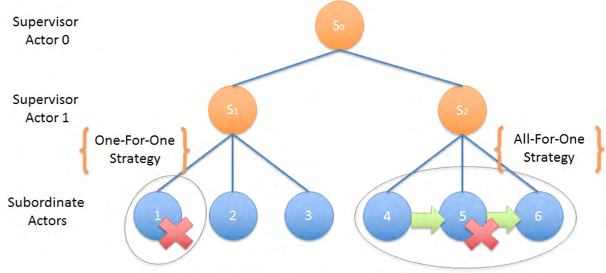 Supervisor
Actor 0
S0
Supervisor
Actor 1
S1
S2
One-For-One
Strategy
All-For-One
Strategy
Subordinate
Actors
1
2
3
4
5
6